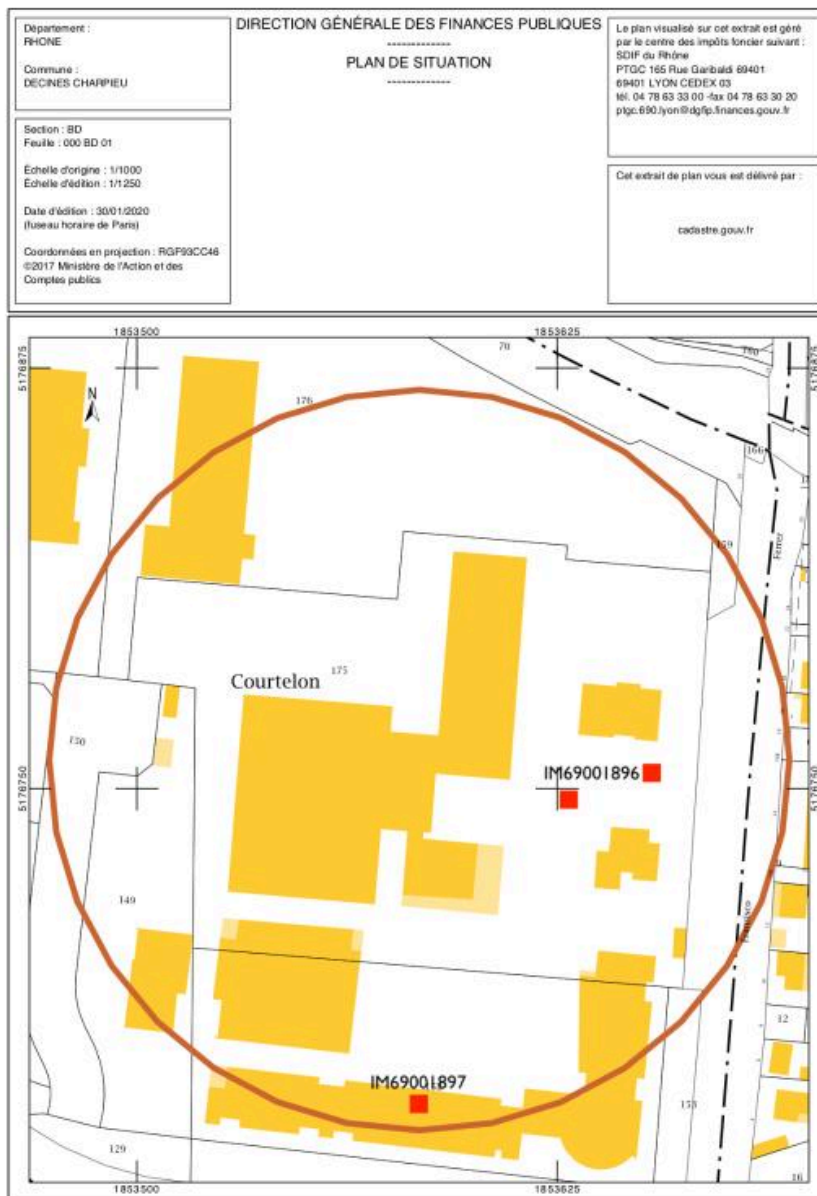 Département :
RHONE
Commune :
DECINES CHARPIEU
Section : BD
Feuille : 000 BD 01
Échelle d'origine : 1/1000
Échelle d'édition : 1/1250
Date d'édition : 30/01/2020
(fuseau horaire de Paris)
Coordonnées en projection : RGF93CC46
©2017 Ministère de l'Action et des
Comptes publics
DIRECTION GÉNÉRALE DES FINANCES PUBLIQUES
-------------
PLAN DE SITUATION
-------------
Le plan visualisé sur cet extrait est géré
par le centre des impôts foncier suivant :
SDIF du Rhône
PTGC 165 Rue Garibaldi 69401
69401 LYON CEDEX 03
tél. 04 78 63 33 00 -fax 04 78 63 30 20
ptgc.690.lyon@dgfip.finances.gouv.fr
Cet extrait de plan vous est délivré par :
cadastre.gouv.fr
1853500
1853625
5176875
5176875
N
70
160
176
166
159
Ferrer
175
Courtelon
150
IM69001896
5176750
5176750
149
Francisco
12
IM69001897
153
129
16
1853500
1853625